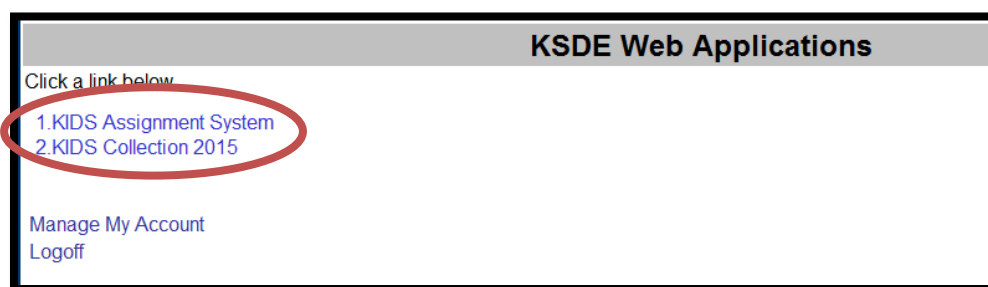 KSDE Web Applications
Click a link below
1.KIDS Assignment System
2.KIDS Collection 2015
Manage My Account
Logoff